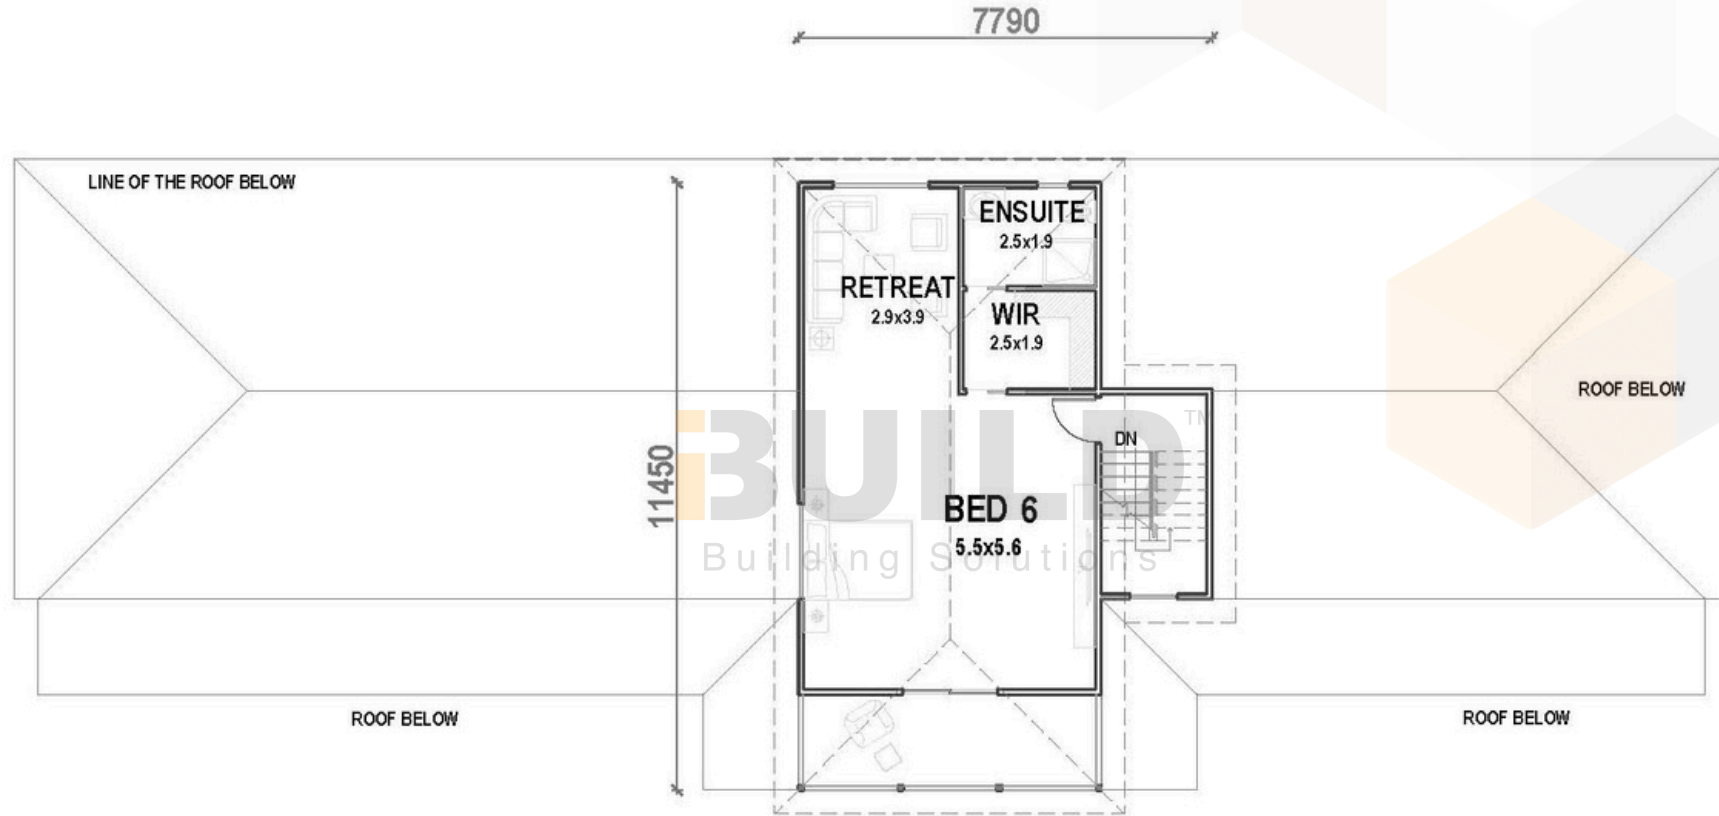 7790
LINE OF THE ROOF BELOW
ENSUITE
2.5x1.9
RETREAT
2.9x3.9
WIR
2.5x1.9
ROOF BELOW
iBUILD™
DN
11450
BED 6
5.5x5.6
Building Solutions
ROOF BELOW
ROOF BELOW